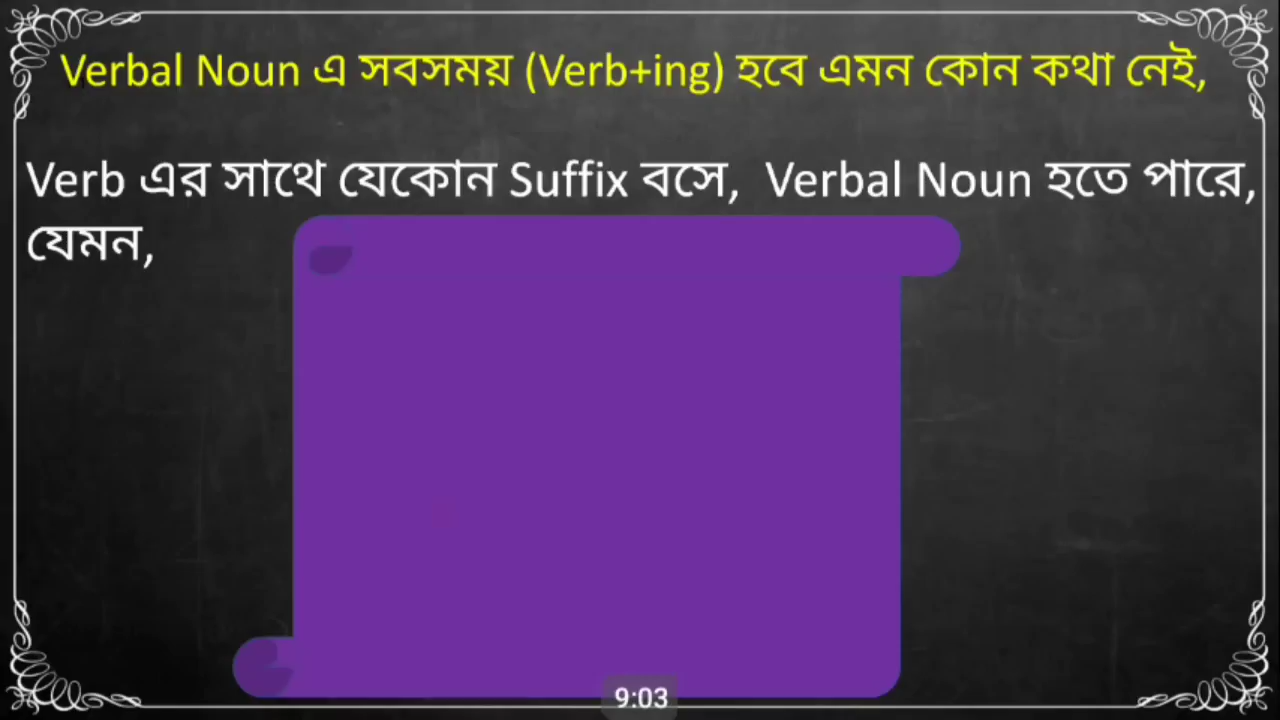 Verbal Noun এ সবসময় (Verb+ing) হবে এমন কোন কথা নেই,
Verb এর সাথে যেকোন Suffix বসে, Verbal Noun হতে পারে,
যেমন,
9:03